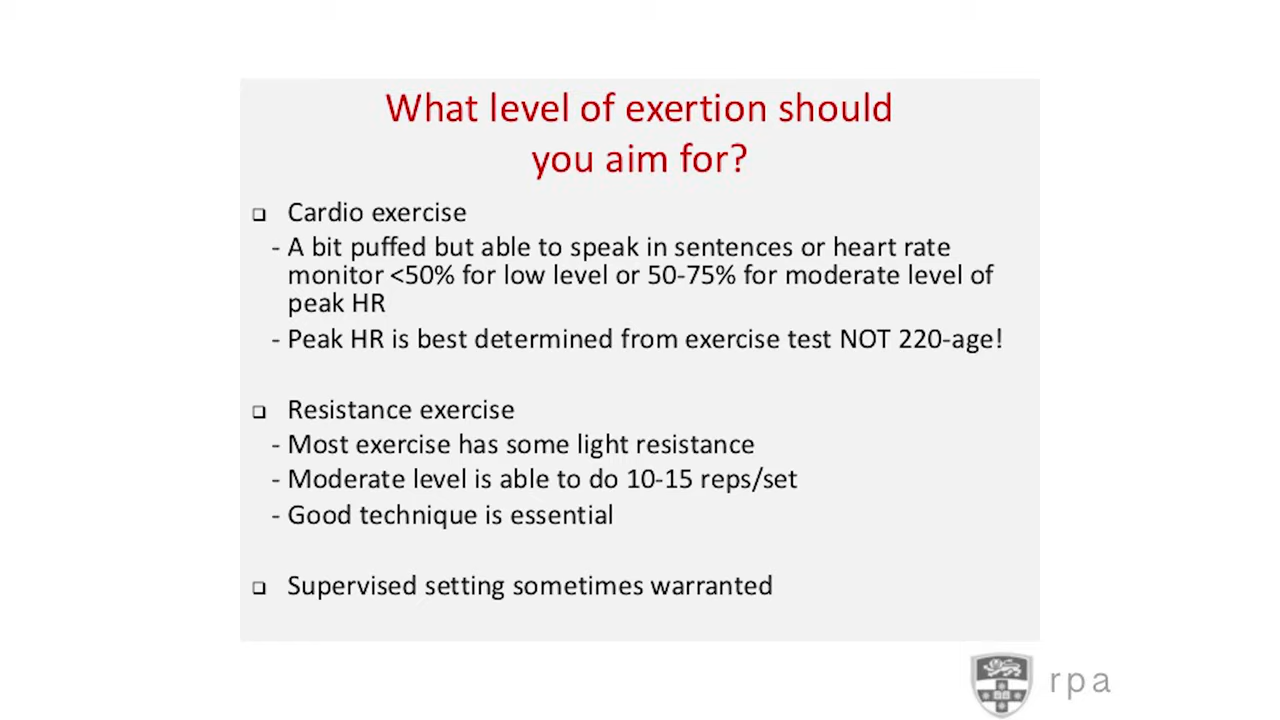 What level of exertion should
you aim for?
❑ Cardio exercise
- A bit puffed but able to speak in sentences or heart rate
monitor <50% for low level or 50-75% for moderate level of
peak HR
- Peak HR is best determined from exercise test NOT 220-age!
❑ Resistance exercise
- Most exercise has some light resistance
- Moderate level is able to do 10-15 reps/set
- Good technique is essential
❑ Supervised setting sometimes warranted
rpa